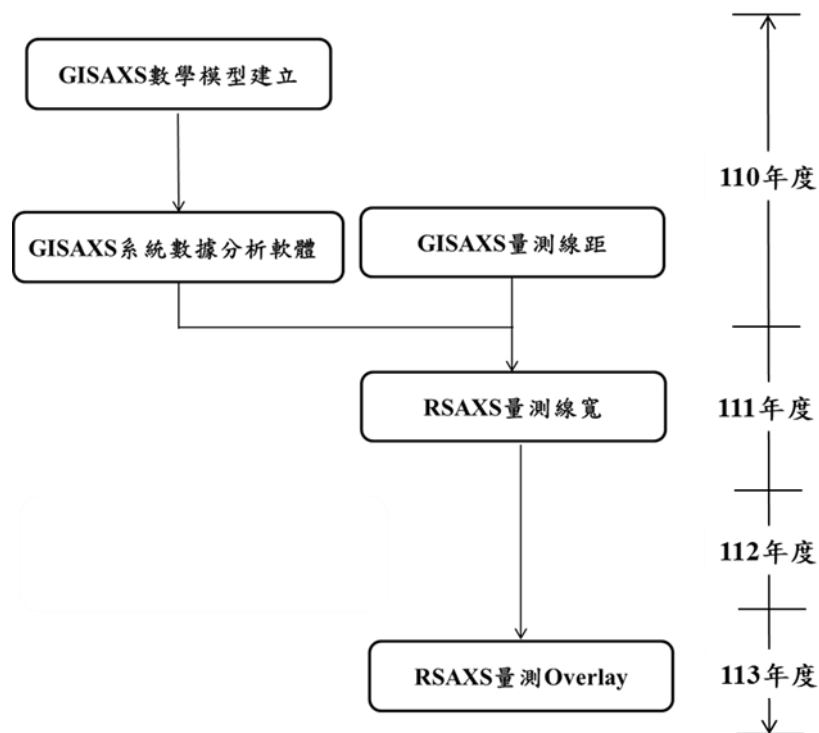 GISAXS數學模型建立
110年度
GISAXS系統數據分析軟體
GISAXS量測線距
RSAXS量測線寬
111年度
112年度
RSAXS量測Overlay
113年度